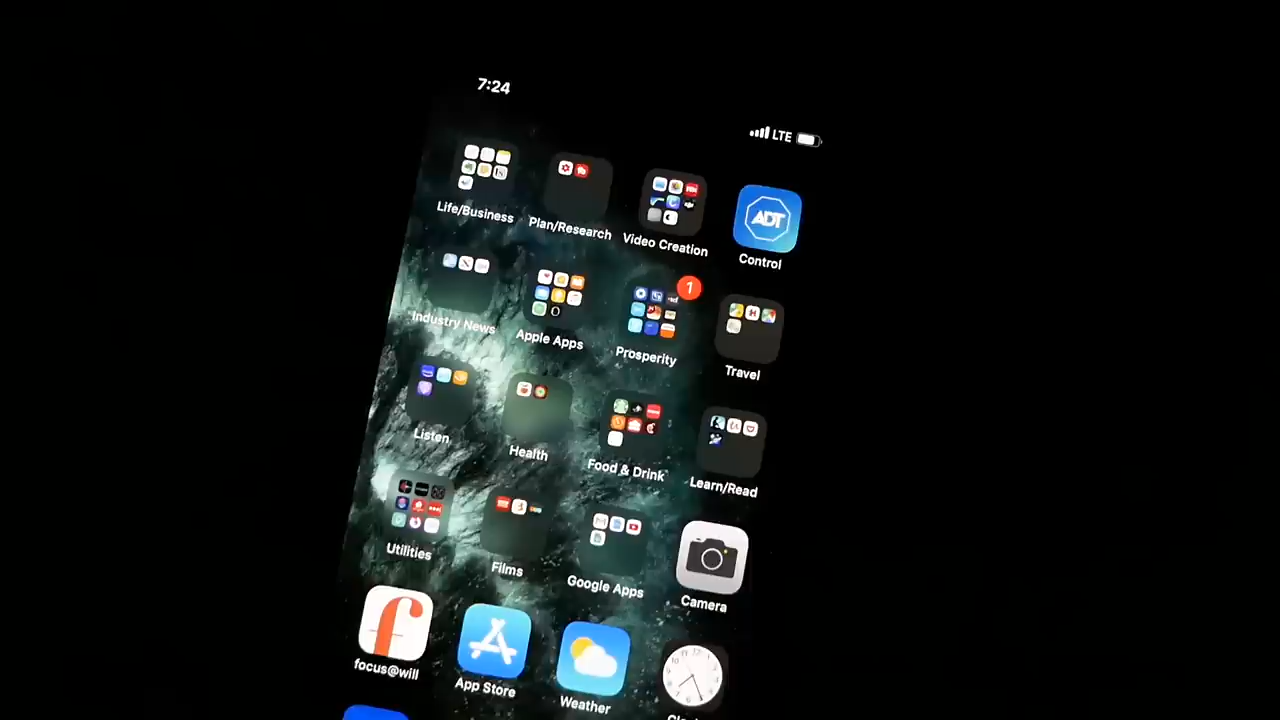 7:24
LTE
Life/Business
Plan/Research
Video Creation
ADT
Control
Industry News
Apple Apps
1
Prosperity
Travel
Listen
Health
Food & Drink
Learn/Read
Utilities
Films
Google Apps
Camera
f
focus@will
App Store
Weather